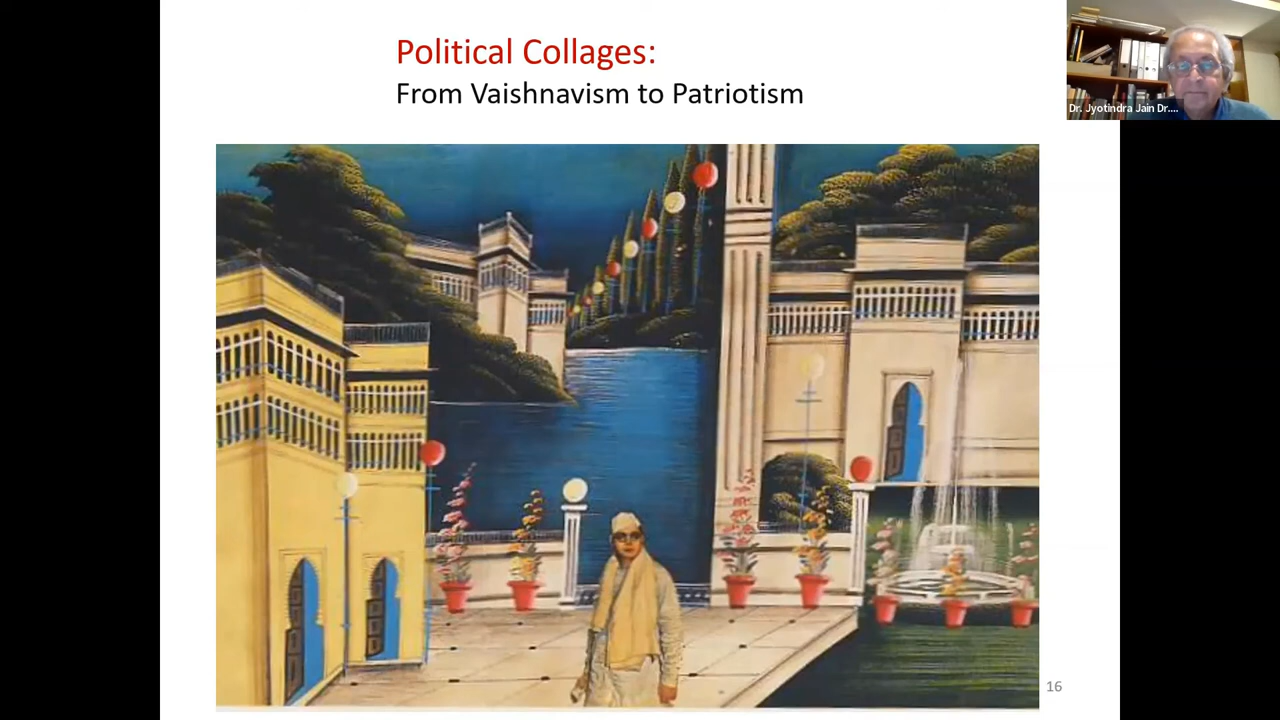 Political Collages:
From Vaishnavism to Patriotism
Dr. Jyotindra Jain Dr....
16